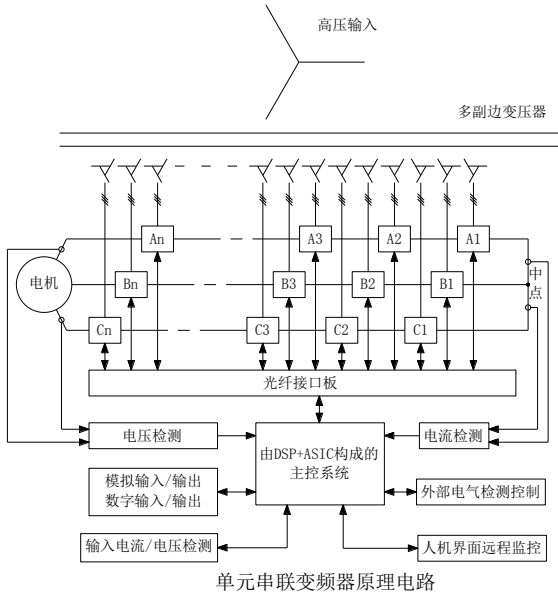 高压输入
多副边变压器
An
A3
A2
A1
电机
Bn
B3
B2
B1
中点
Cn
C3
C2
C1
光纤接口板
电压检测
由DSP+ASIC构成的
主控系统
电流检测
模拟输入/输出
数字输入/输出
外部电气检测控制
输入电流/电压检测
人机界面远程监控
单元串联变频器原理电路